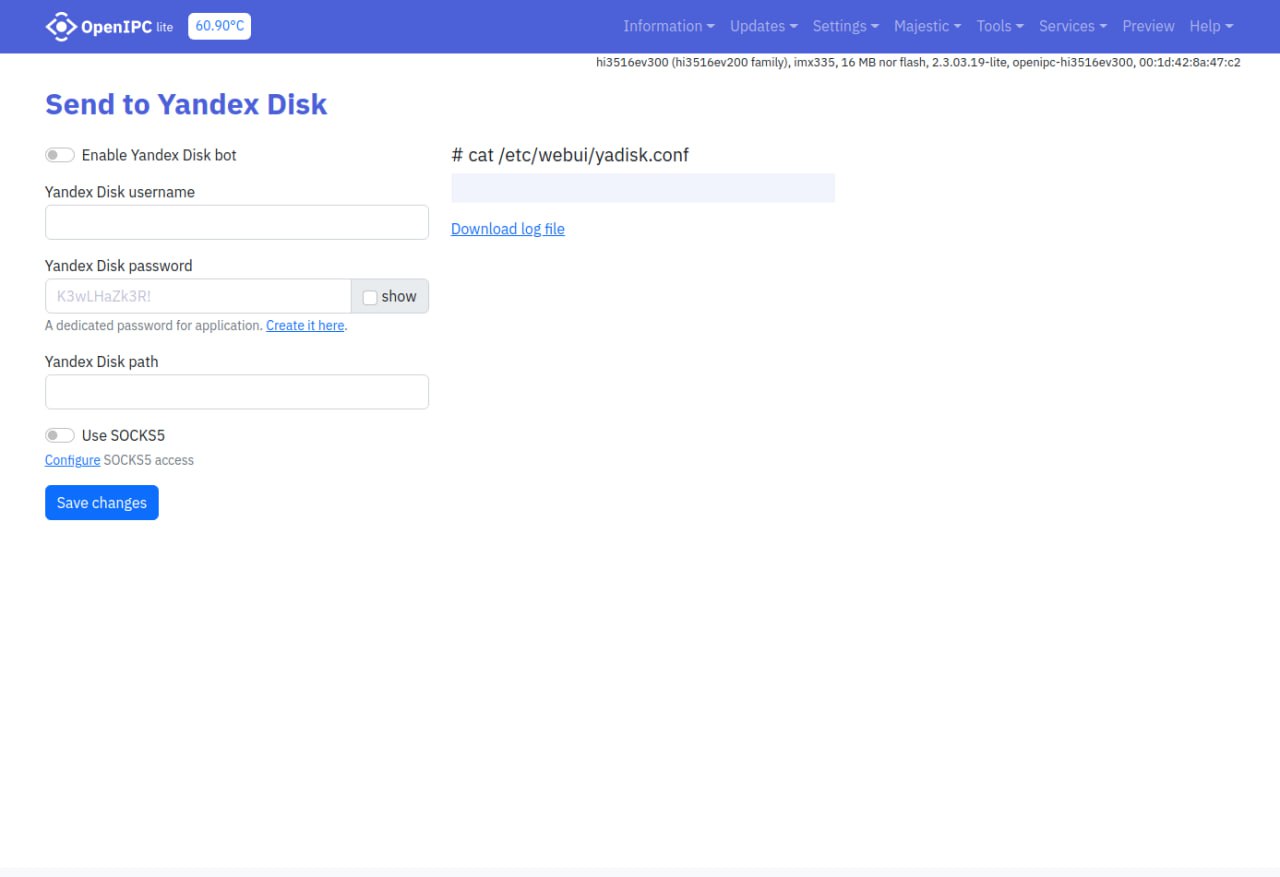 OpenIPC lite 60.90°C Information Updates Settings Majestic Tools Services Preview Help
hi3516ev300 (hi3516ev200 family), imx335, 16 MB nor flash, 2.3.03.19-lite, openipc-hi3516ev300, 00:1d:42:8a:47:c2
Send to Yandex Disk
Enable Yandex Disk bot
Yandex Disk username
Yandex Disk password
K3wLHaZk3R! show
A dedicated password for application. Create it here.
Yandex Disk path
Use SOCKS5
Configure SOCKS5 access
Save changes
# cat /etc/webui/yadisk.conf
Download log file